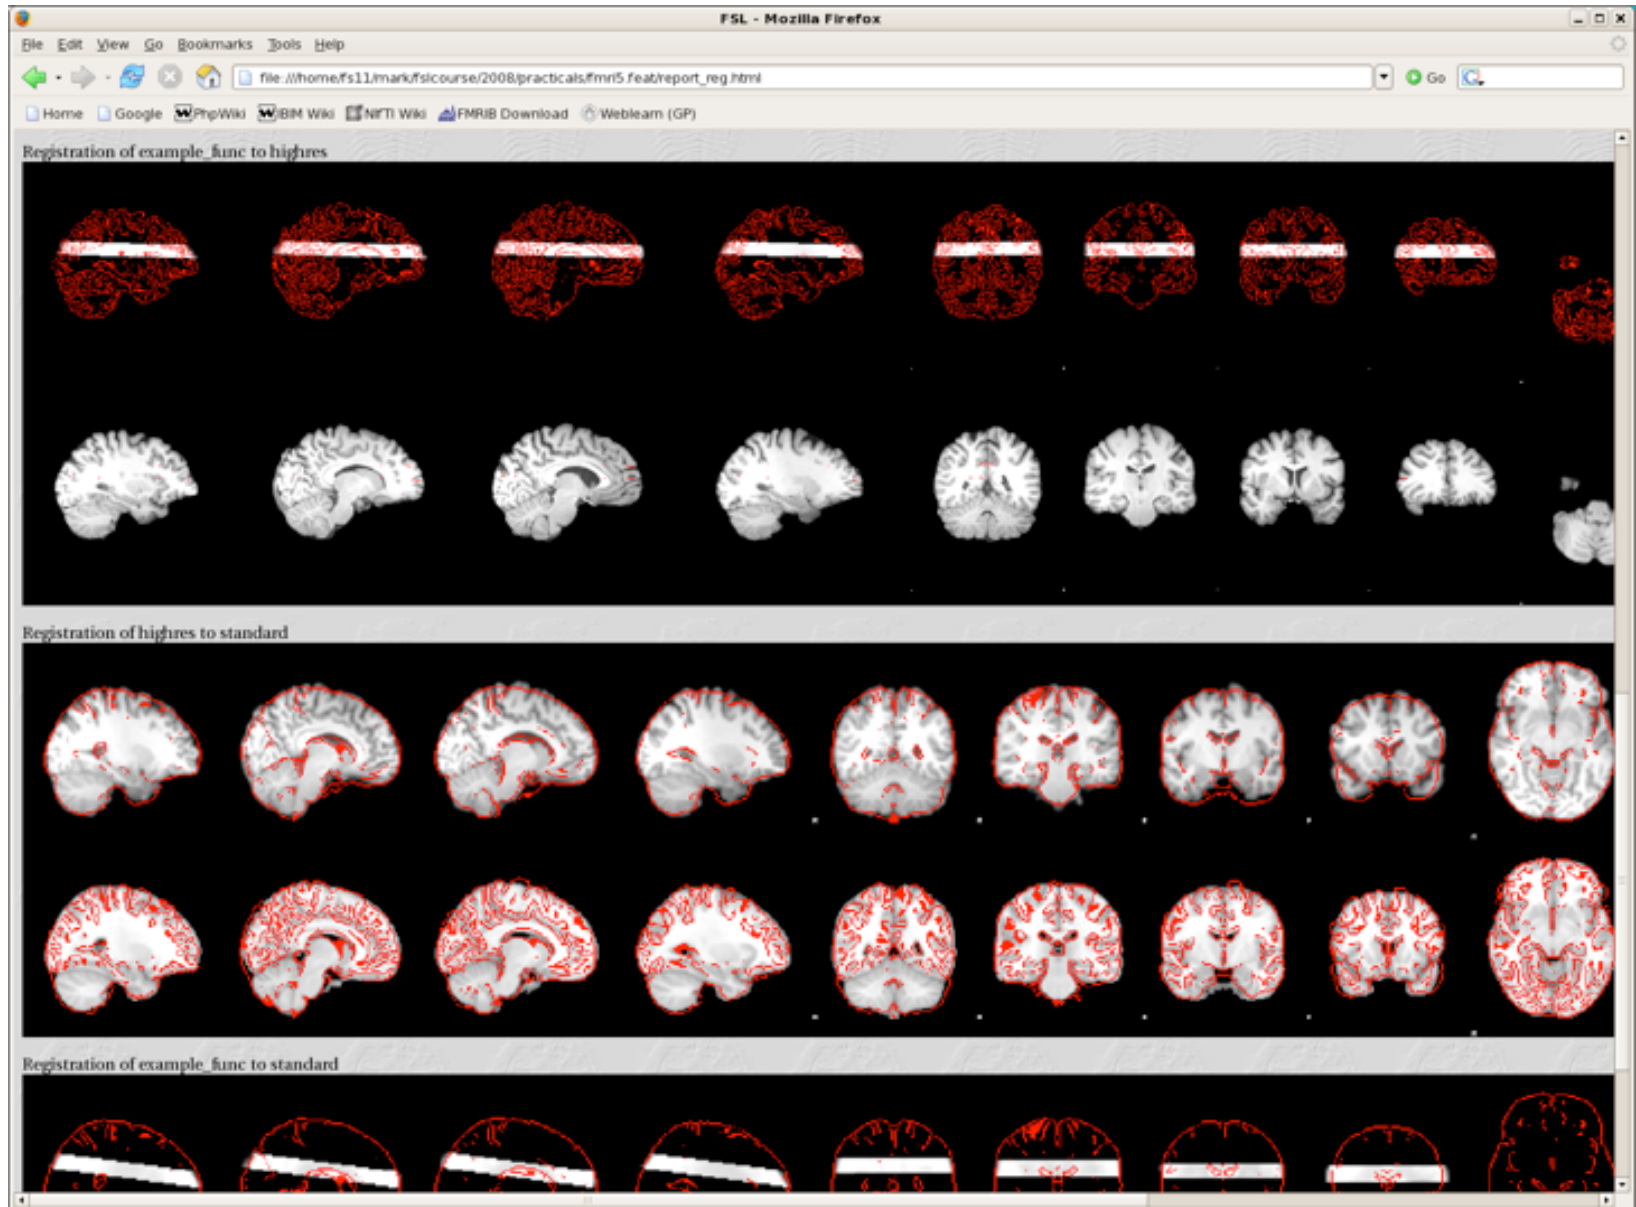 FSL - Mozilla Firefox
File Edit View Go Bookmarks Tools Help
file:///home/fs11/mark/fslcourse/2008/practicals/fmri5.feat/report_reg.html
Go
Home Google PhpWiki IBIM Wiki NIfTI Wiki FMRIB Download Weblearn (GP)
Registration of example_func to highres
Registration of highres to standard
Registration of example_func to standard